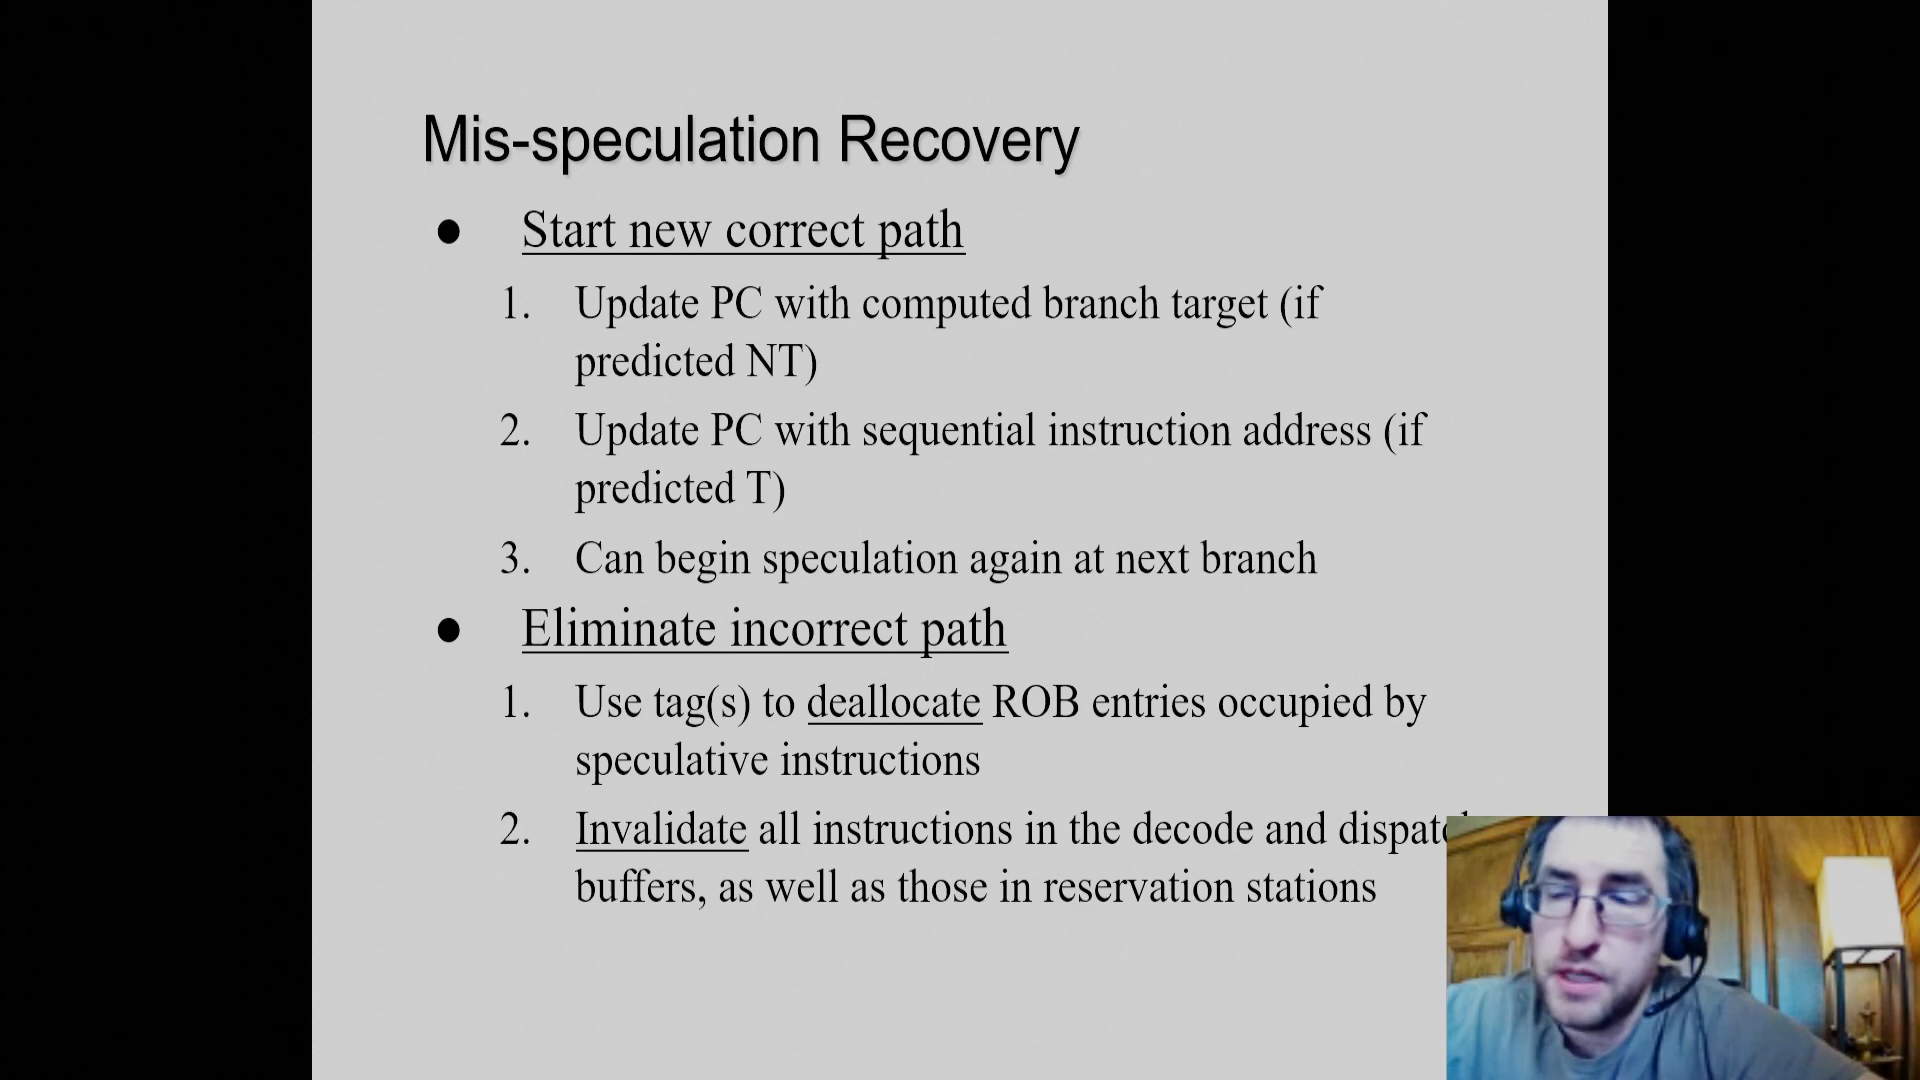 Mis-speculation Recovery
● Start new correct path
1. Update PC with computed branch target (if
predicted NT)
2. Update PC with sequential instruction address (if
predicted T)
3. Can begin speculation again at next branch
● Eliminate incorrect path
1. Use tag(s) to deallocate ROB entries occupied by
speculative instructions
2. Invalidate all instructions in the decode and
buffers, as well as those in reservation stations